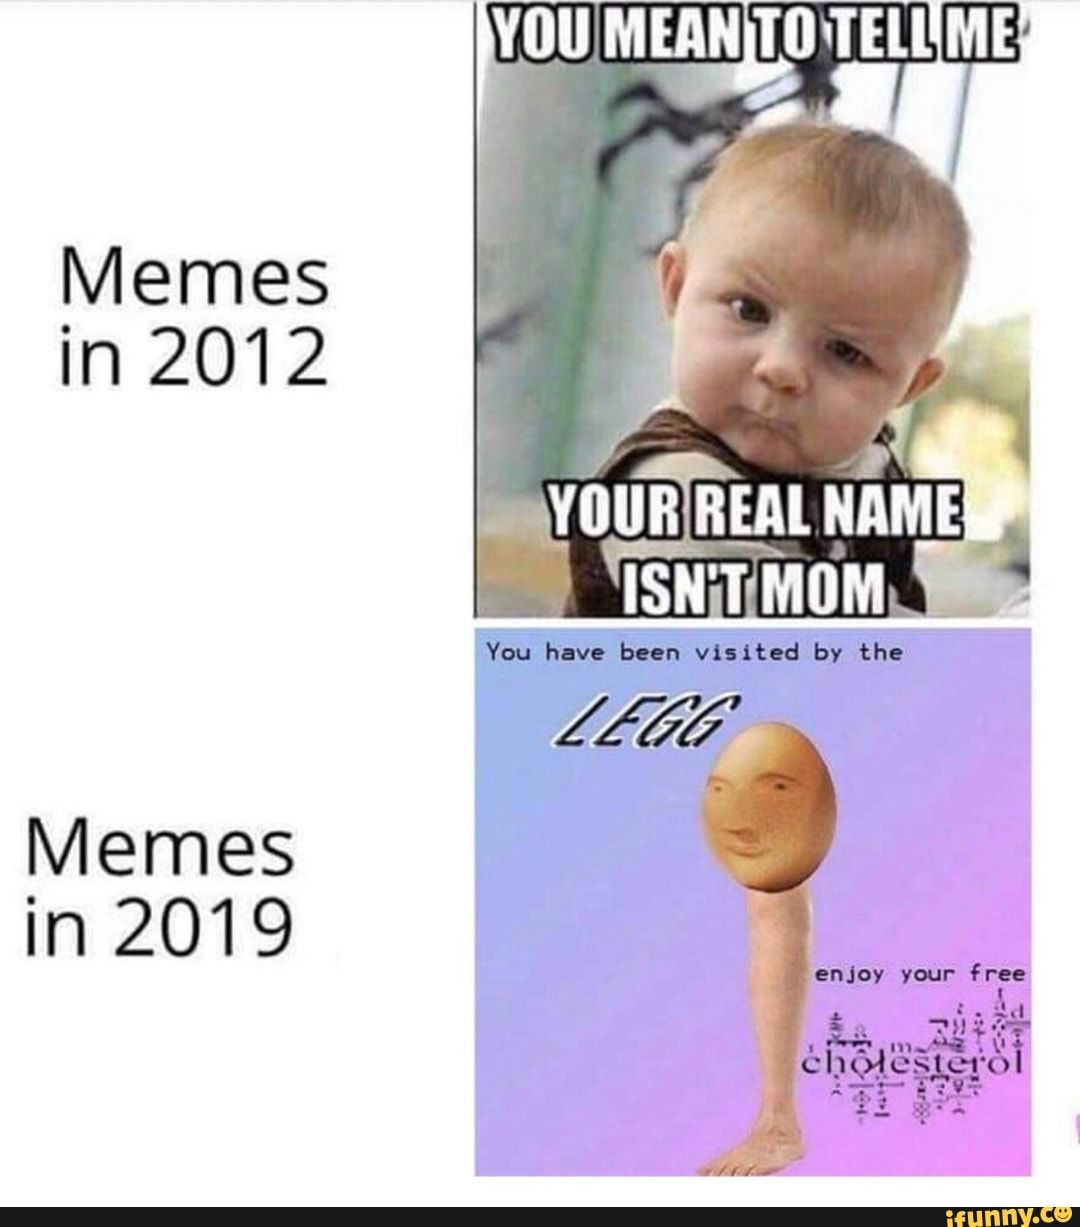 YOU MEAN TO TELL ME
Memes
in 2012
YOUR REAL NAME
ISN'T MOM
You have been visited by the
LEGG
Memes
in 2019
enjoy your free
cholesterol
ifunny.co